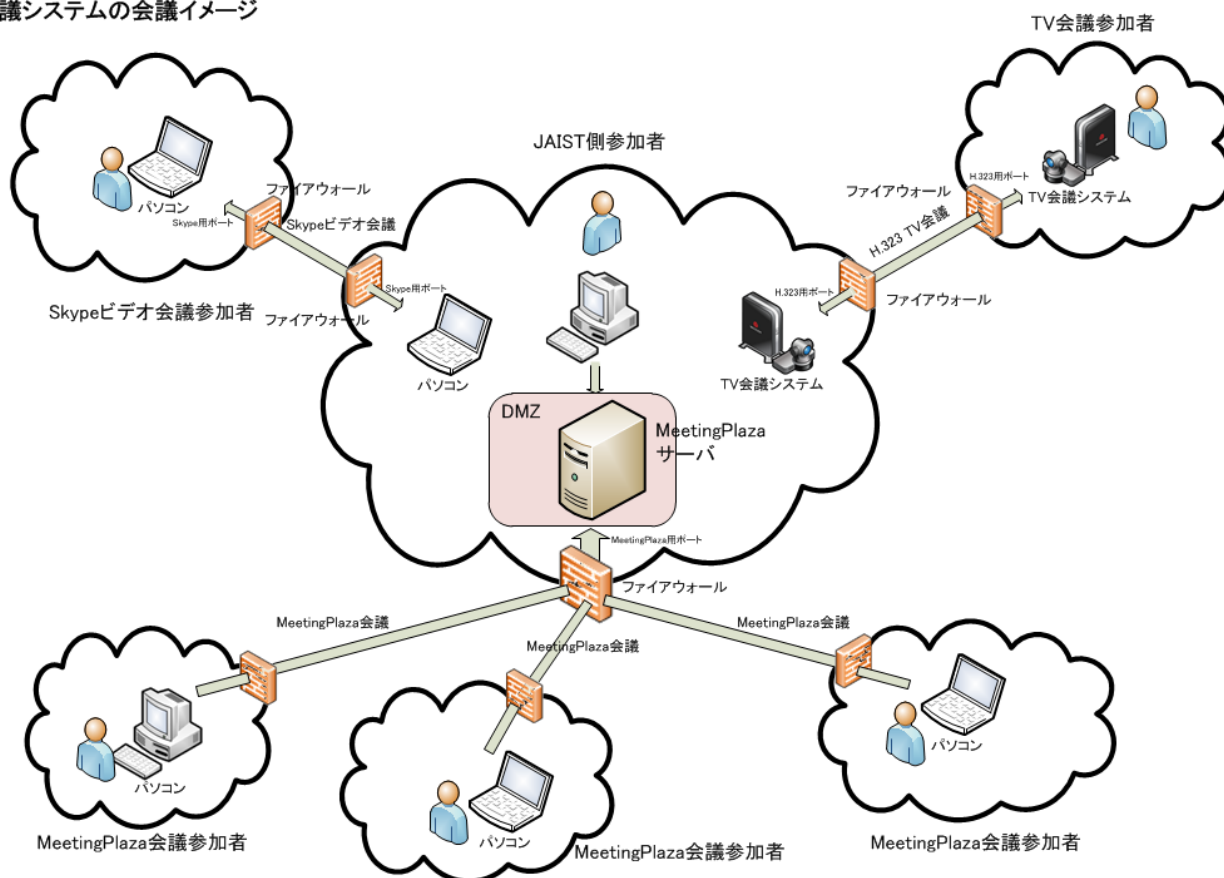 議システムの会議イメージ
TV会議参加者
JAIST側参加者
ファイアウォール
H.323用ポート
パソコン
Skype用ポート
Skypeビデオ会議
TV会議システム
H.323 TV会議
Skypeビデオ会議参加者
ファイアウォール
Skype用ポート
H.323用ポート
ファイアウォール
ファイアウォール
パソコン
TV会議システム
DMZ
MeetingPlaza
サーバ
MeetingPlaza用ポート
ファイアウォール
MeetingPlaza会議
MeetingPlaza会議
MeetingPlaza会議
パソコン
パソコン
パソコン
MeetingPlaza会議参加者
MeetingPlaza会議参加者
MeetingPlaza会議参加者